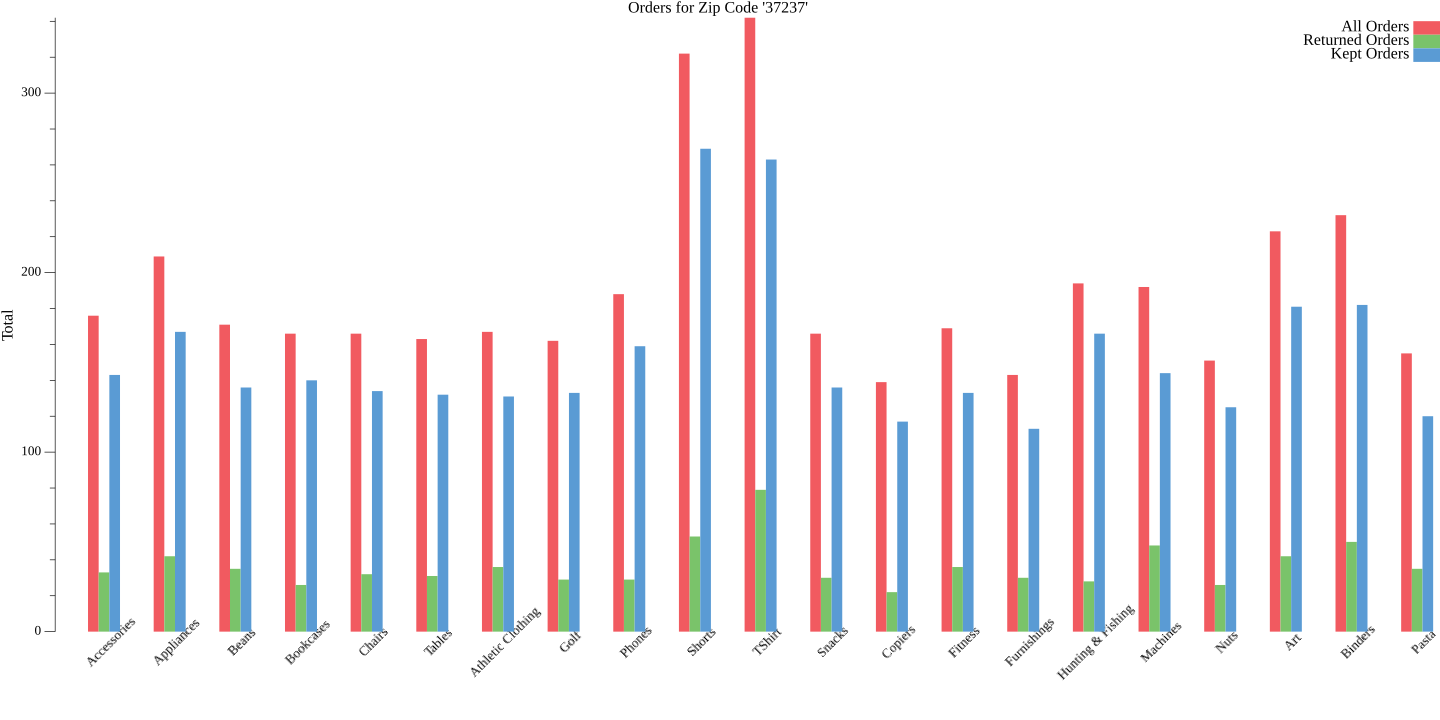 Orders for Zip Code '37237'
All Orders
Returned Orders
Kept Orders
Total
300
200
100
0
Accessories
Appliances
Beans
Bookcases
Chairs
Tables
Athletic Clothing
Golf
Phones
Shorts
TShirt
Snacks
Copiers
Fitness
Furnishings
Hunting & Fishing
Machines
Nuts
Art
Binders
Pasta